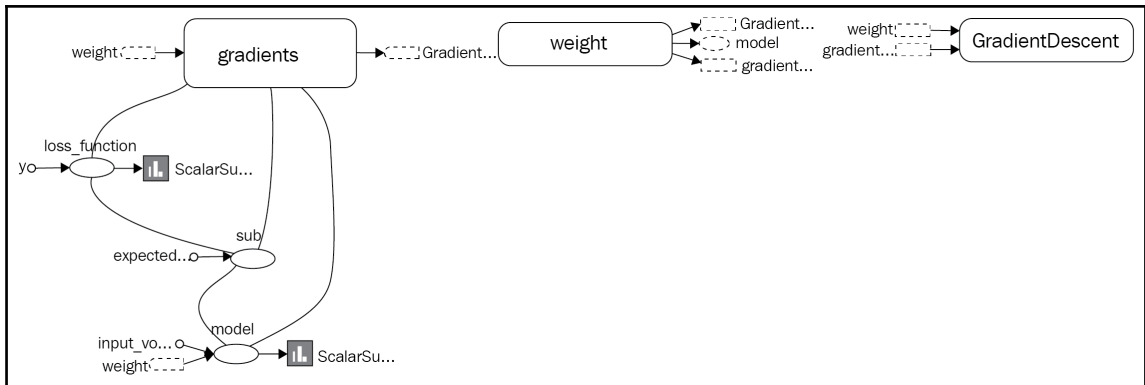 weight
gradients
Gradient...
weight
Gradient...
model
gradient...
weight
gradient...
GradientDescent
loss_function
y
ScalarSu...
sub
expected...
model
input_vo...
weight
ScalarSu...